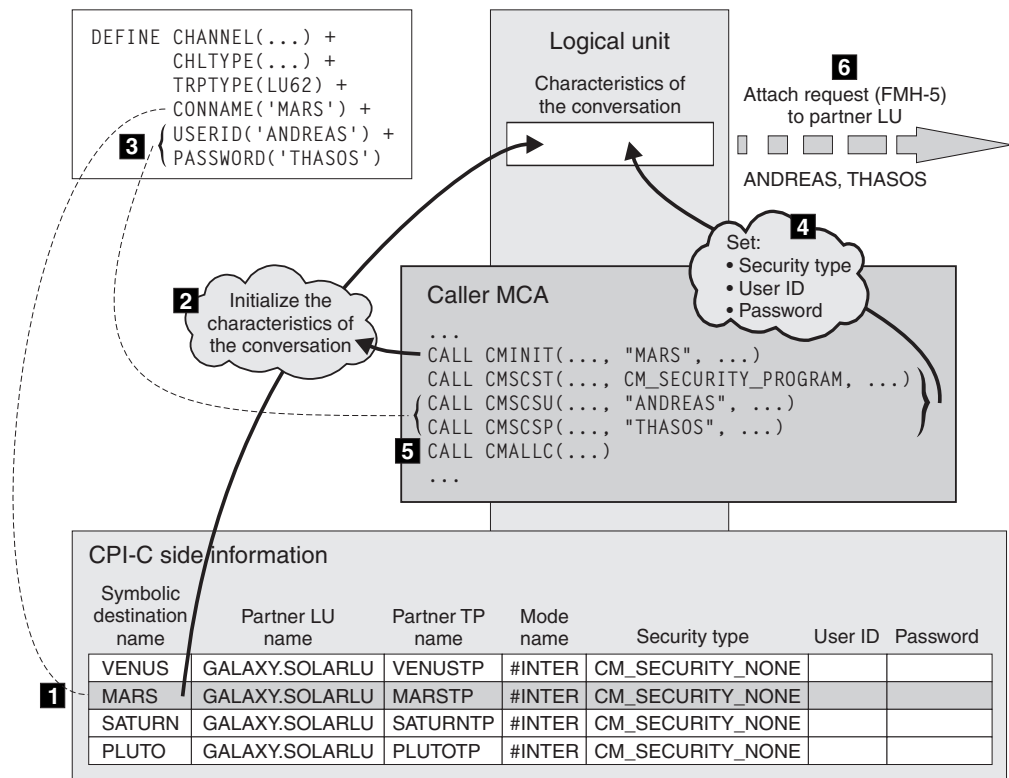 DEFINE CHANNEL(...) +
CHLTYPE(...) +
TRPTYPE(LU62) +
CONNAME('MARS') +
3 USERID('ANDREAS') +
PASSWORD('THASOS')
Logical unit
Characteristics of
the conversation
6
Attach request (FMH-5)
to partner LU
ANDREAS, THASOS
4
Set:
• Security type
• User ID
• Password
2 Initialize the
characteristics of
the conversation
Caller MCA
...
CALL CMINIT(..., "MARS", ...)
CALL CMSCST(..., CM_SECURITY_PROGRAM, ...)
CALL CMSCSU(..., "ANDREAS", ...)
CALL CMSCSP(..., "THASOS", ...)
5 CALL CMALLC(...)
...
CPI-C side information
Symbolic destination name Partner LU name Partner TP name Mode name Security type User ID Password
VENUS GALAXY.SOLARLU VENUSTP #INTER CM_SECURITY_NONE
1 MARS GALAXY.SOLARLU MARSTP #INTER CM_SECURITY_NONE
SATURN GALAXY.SOLARLU SATURNTP #INTER CM_SECURITY_NONE
PLUTO GALAXY.SOLARLU PLUTOTP #INTER CM_SECURITY_NONE